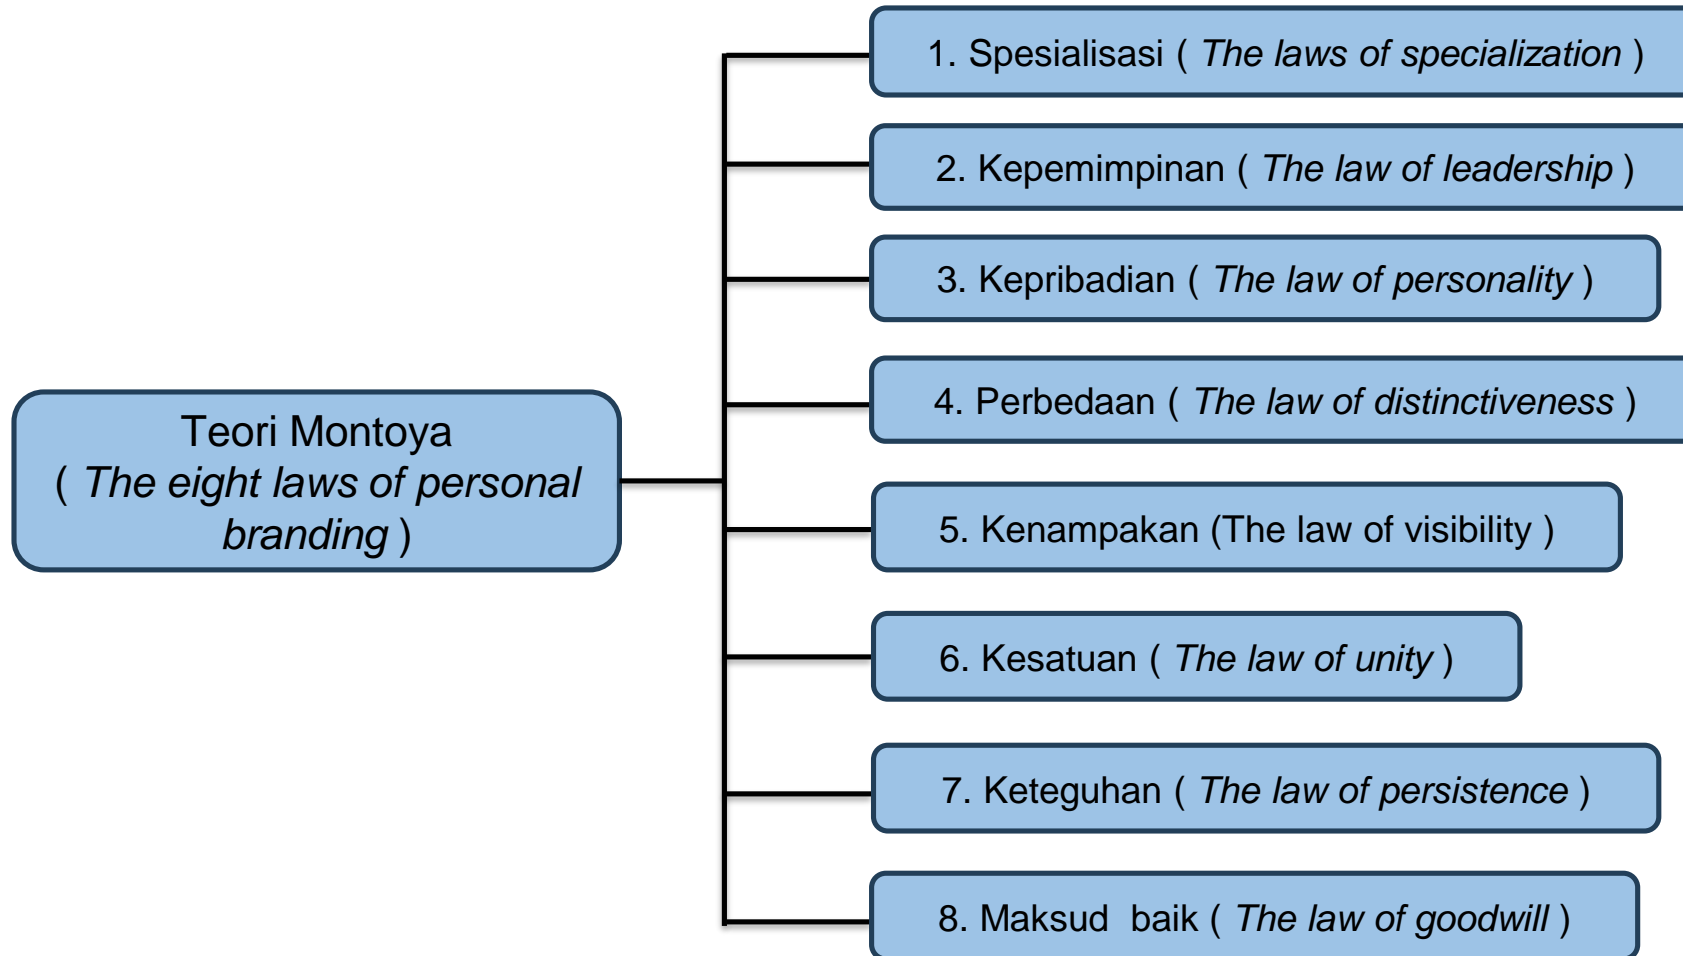 Teori Montoya
( The eight laws of personal
branding )
1. Spesialisasi ( The laws of specialization )
2. Kepemimpinan ( The law of leadership )
3. Kepribadian ( The law of personality )
4. Perbedaan ( The law of distinctiveness )
5. Kenampakan (The law of visibility )
6. Kesatuan ( The law of unity )
7. Keteguhan ( The law of persistence )
8. Maksud  baik ( The law of goodwill )